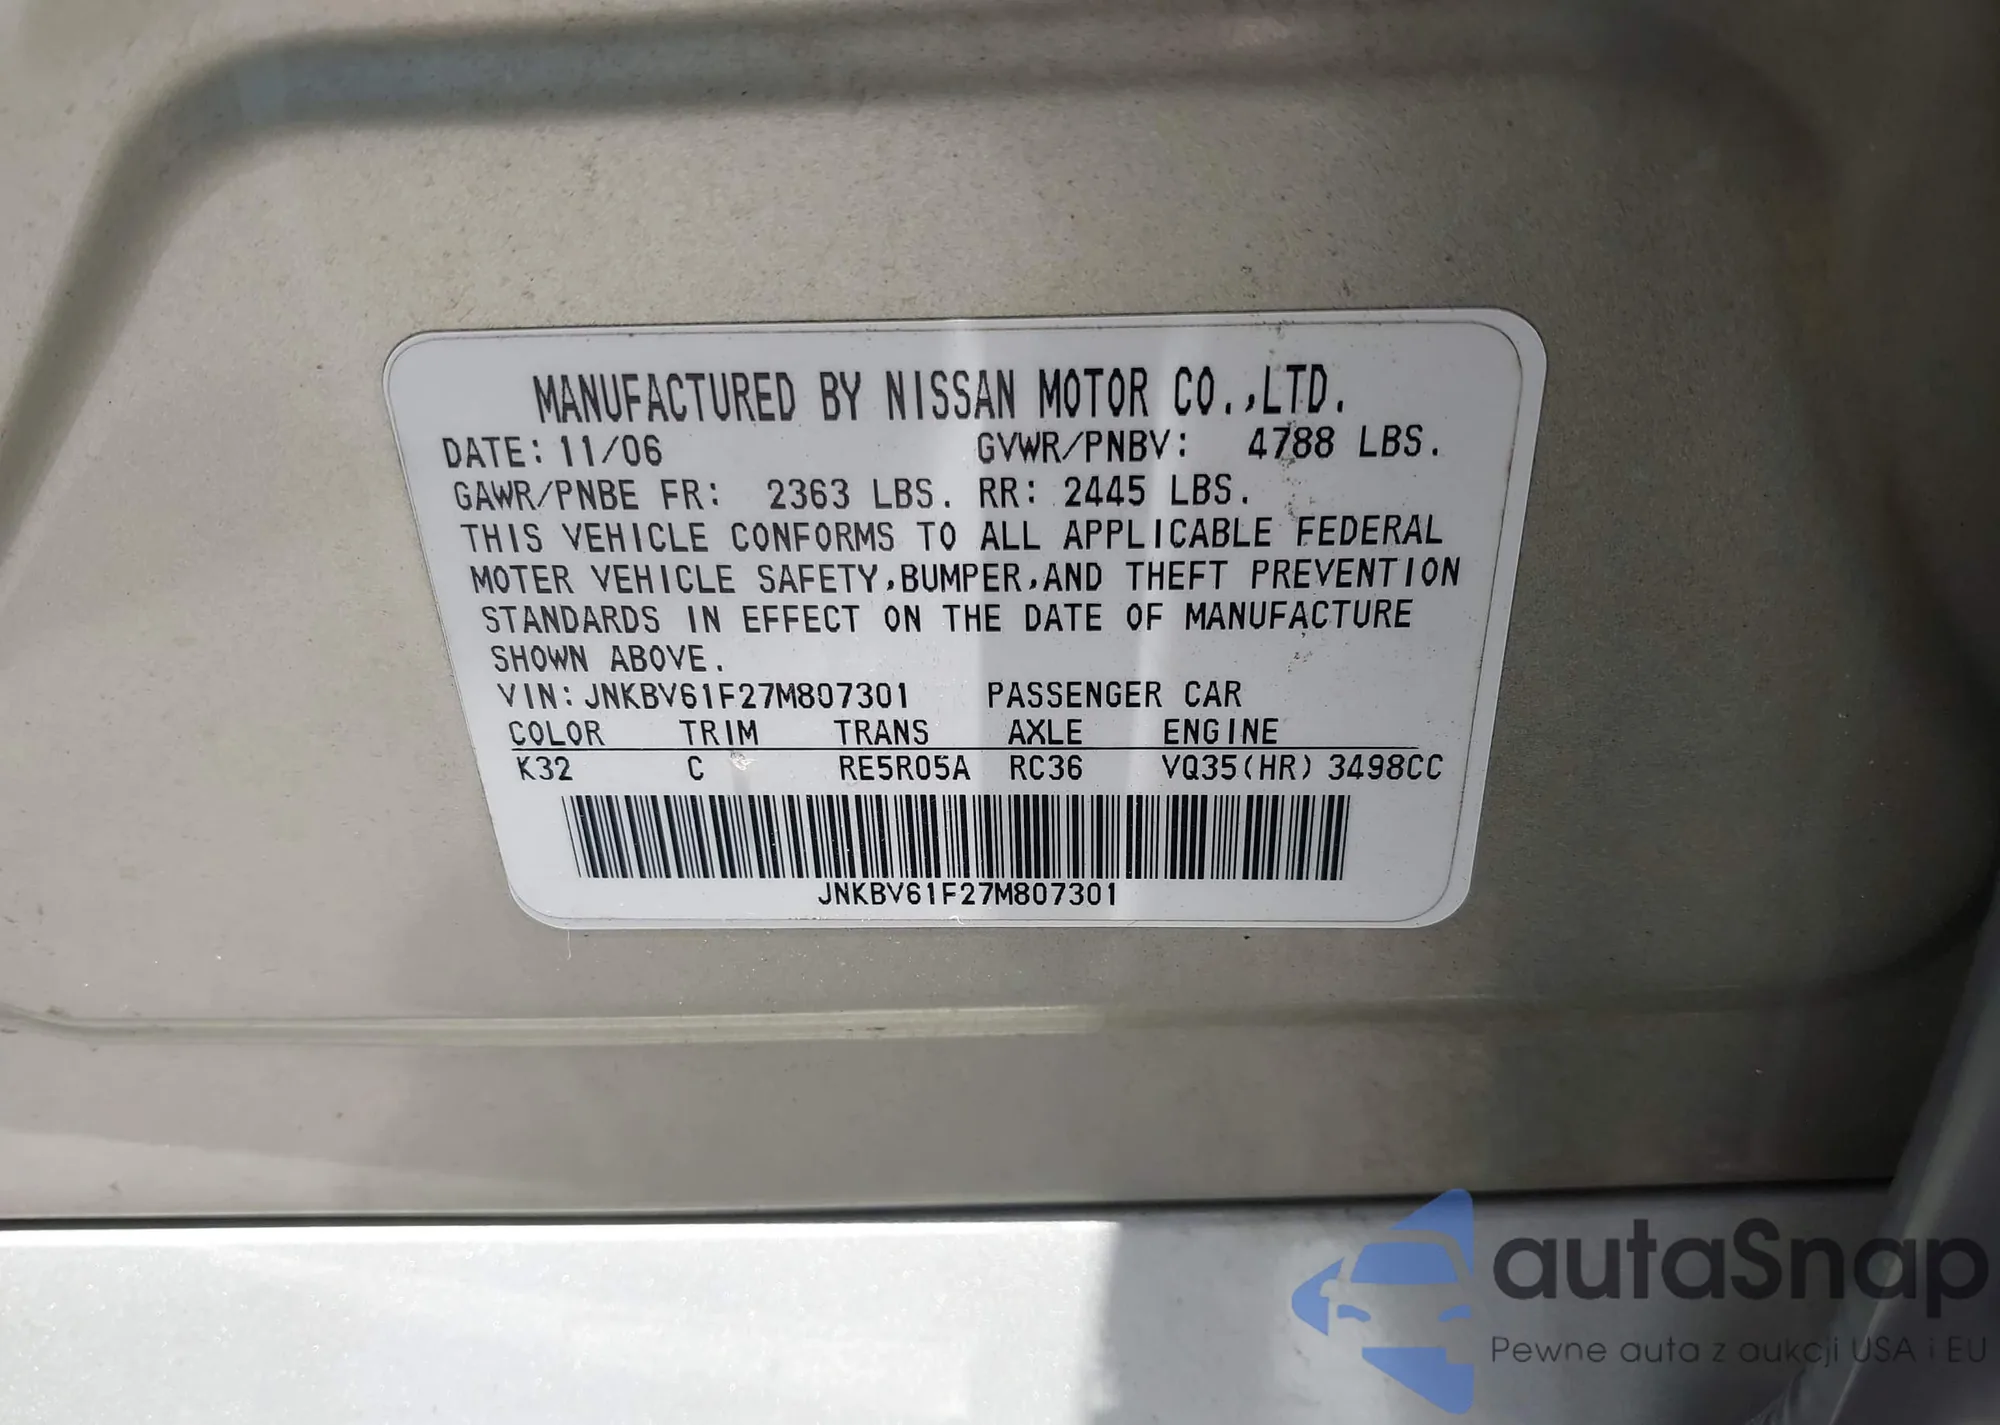 MANUFACTURED BY NISSAN MOTOR CO.,LTD.
DATE: 11/06 GVWR/PNBV: 4788 LBS.
GAWR/PNBE FR: 2363 LBS. RR: 2445 LBS.
THIS VEHICLE CONFORMS TO ALL APPLICABLE FEDERAL
MOTER VEHICLE SAFETY,BUMPER,AND THEFT PREVENTION
STANDARDS IN EFFECT ON THE DATE OF MANUFACTURE
SHOWN ABOVE.
VIN: JNKBV61F27M807301 PASSENGER CAR
COLOR TRIM TRANS AXLE ENGINE
K32 C RE5R05A RC36 VQ35(HR) 3498CC
JNKBV61F27M807301
autaSnap
Pewne auta z aukcji USA i EU